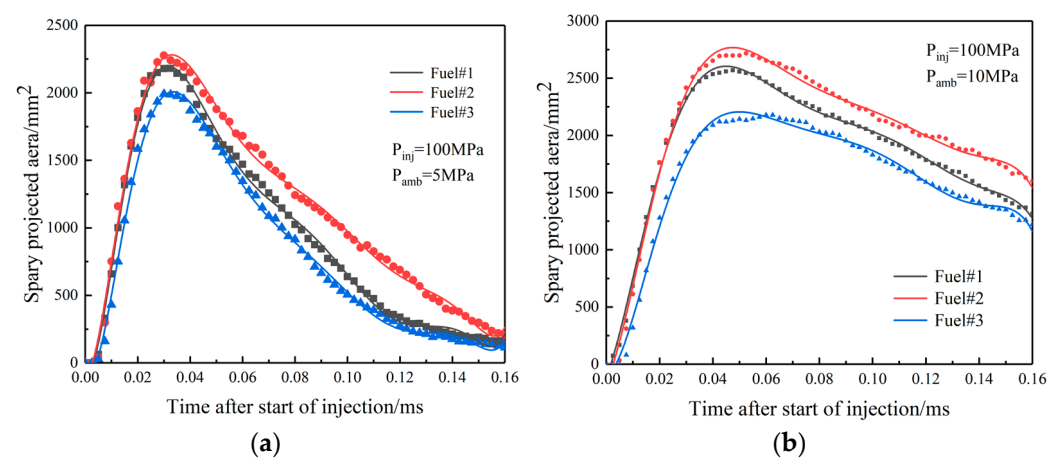 2500
2000
1500
1000
500
0
0.00 0.02 0.04 0.06 0.08 0.10 0.12 0.14 0.16
Spary projected aera/mm2
Time after start of injection/ms
Fuel#1
Fuel#2
Fuel#3
Pinj=100MPa
Pamb=5MPa
(a)
3000
2500
2000
1500
1000
500
0
0.00 0.02 0.04 0.06 0.08 0.10 0.12 0.14 0.16
Spary projected aera/mm2
Time after start of injection/ms
Pinj=100MPa
Pamb=10MPa
Fuel#1
Fuel#2
Fuel#3
(b)